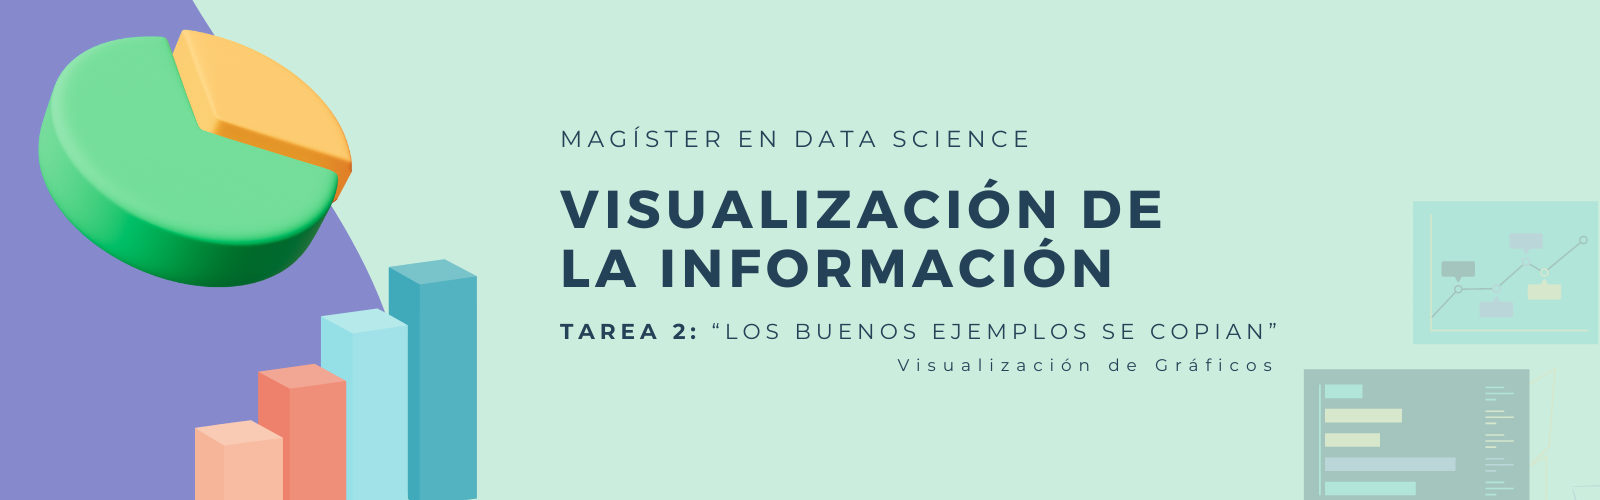 MAGÍSTER EN DATA SCIENCE
VISUALIZACIÓN DE
LA INFORMACIÓN
TAREA 2: “LOS BUENOS EJEMPLOS SE COPIAN”
Visualización de Gráficos